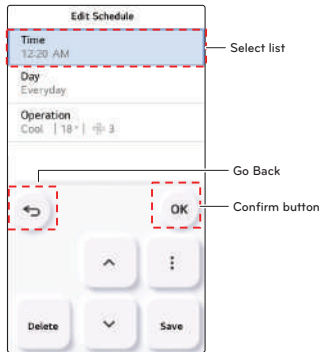 Edit Schedule
Time
12:20 AM
Select list
Day
Everyday
Operation
Cool | 18° | 3
Go Back
OK
Confirm button
Delete
Save